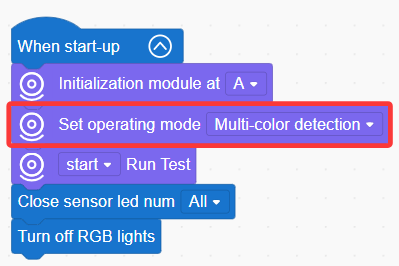 When start-up
Initialization module at A
Set operating mode Multi-color detection
start Run Test
Close sensor led num All
Turn off RGB lights